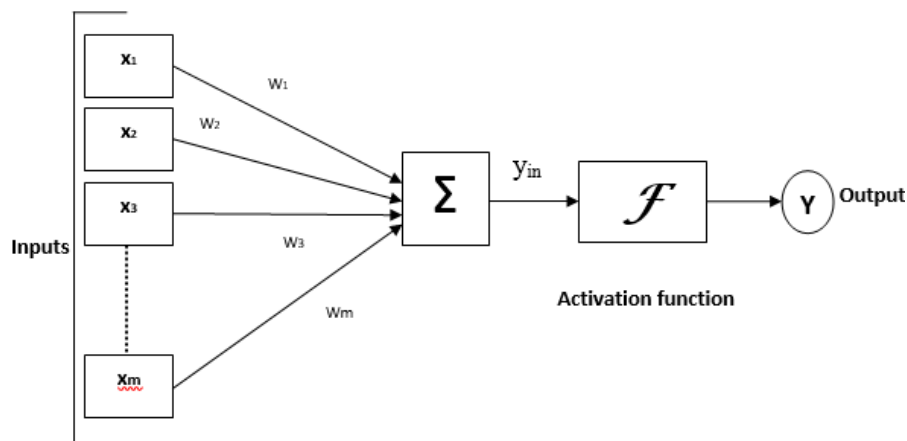 x₁
W₁
x₂
W₂
x₃
W₃
Inputs
Σ
yᵢₙ
ℱ
Y
Output
Activation function
Wm
xm